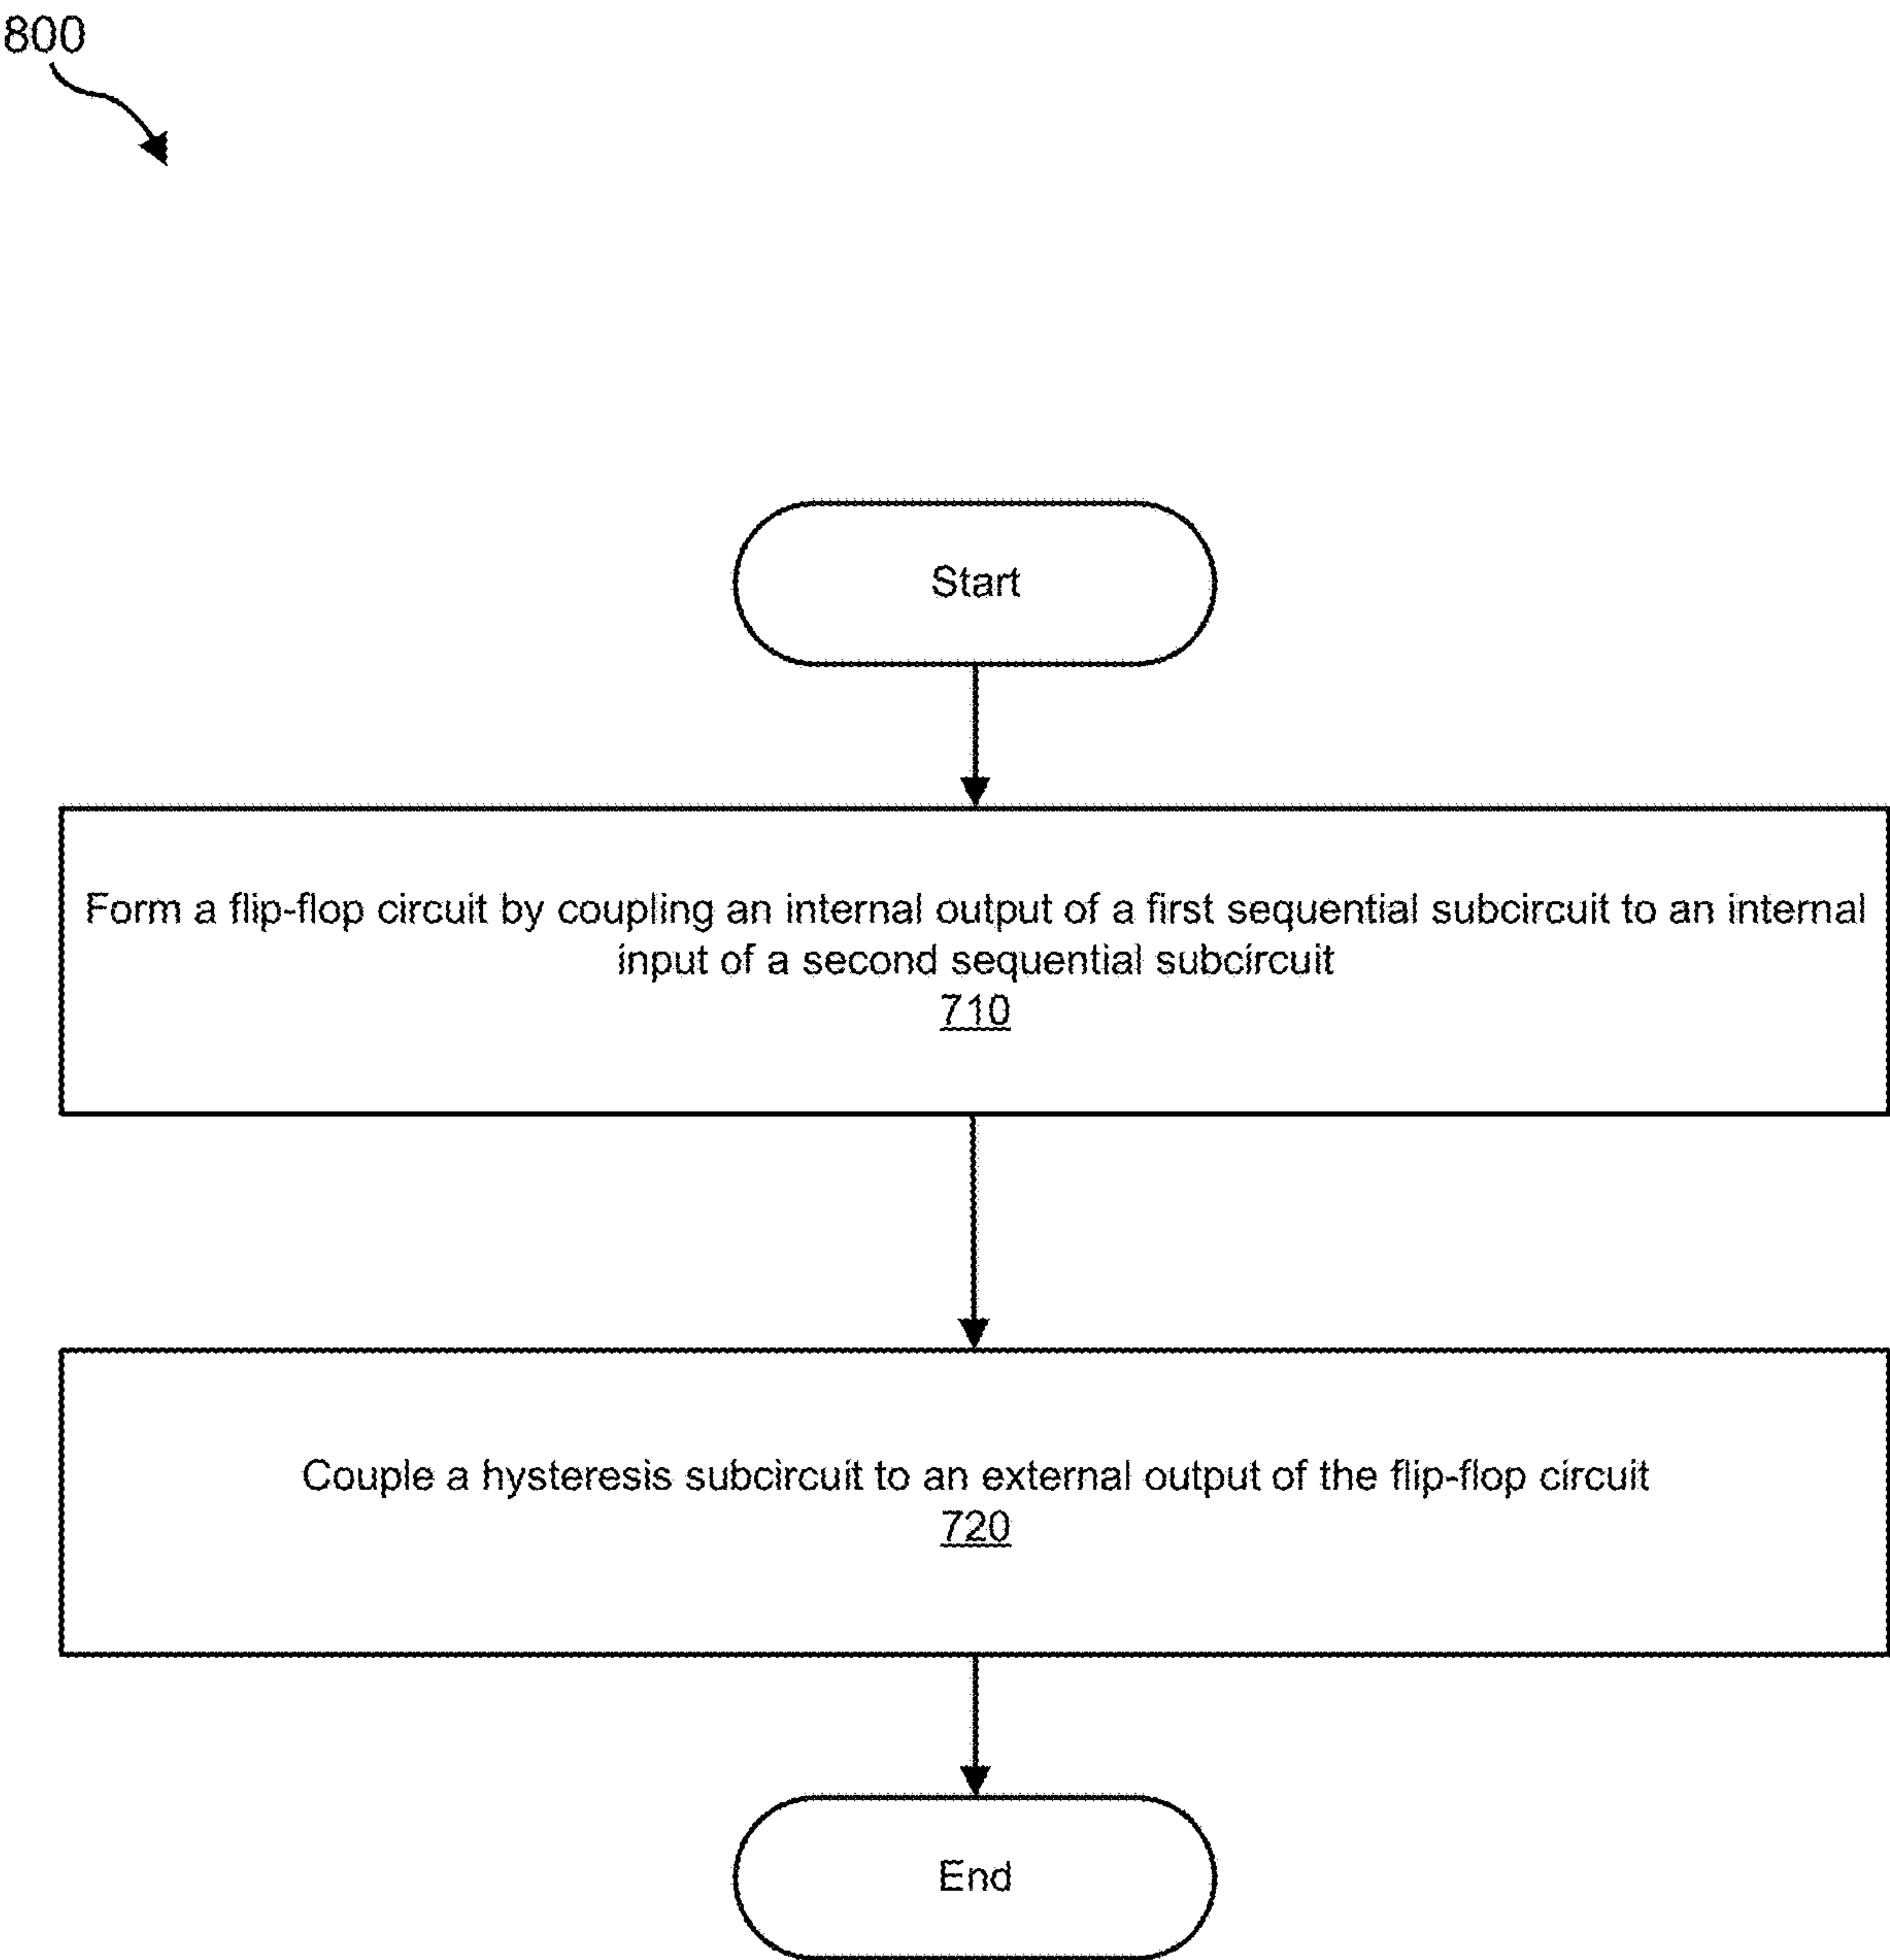 800
Start
Form a flip-flop circuit by coupling an internal output of a first sequential subcircuit to an internal
input of a second sequential subcircuit
710
Couple a hysteresis subcircuit to an external output of the flip-flop circuit
720
End